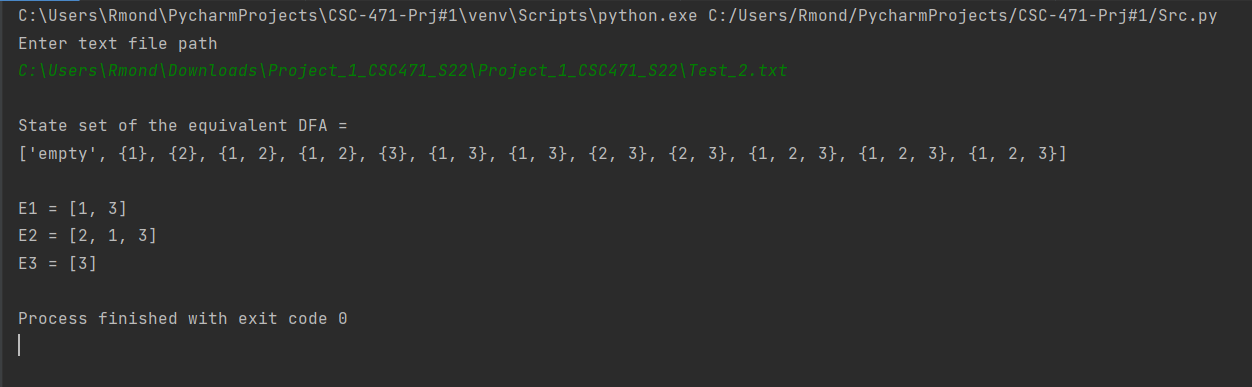 C:\Users\Rmond\PycharmProjects\CSC-471-Prj#1\venv\Scripts\python.exe C:/Users/Rmond/PycharmProjects/CSC-471-Prj#1/Src.py
Enter text file path
C:\Users\Rmond\Downloads\Project_1_CSC471_S22\Project_1_CSC471_S22\Test_2.txt
State set of the equivalent DFA =
['empty', {1}, {2}, {1, 2}, {1, 2}, {3}, {1, 3}, {1, 3}, {2, 3}, {2, 3}, {1, 2, 3}, {1, 2, 3}, {1, 2, 3}]
E1 = [1, 3]
E2 = [2, 1, 3]
E3 = [3]
Process finished with exit code 0